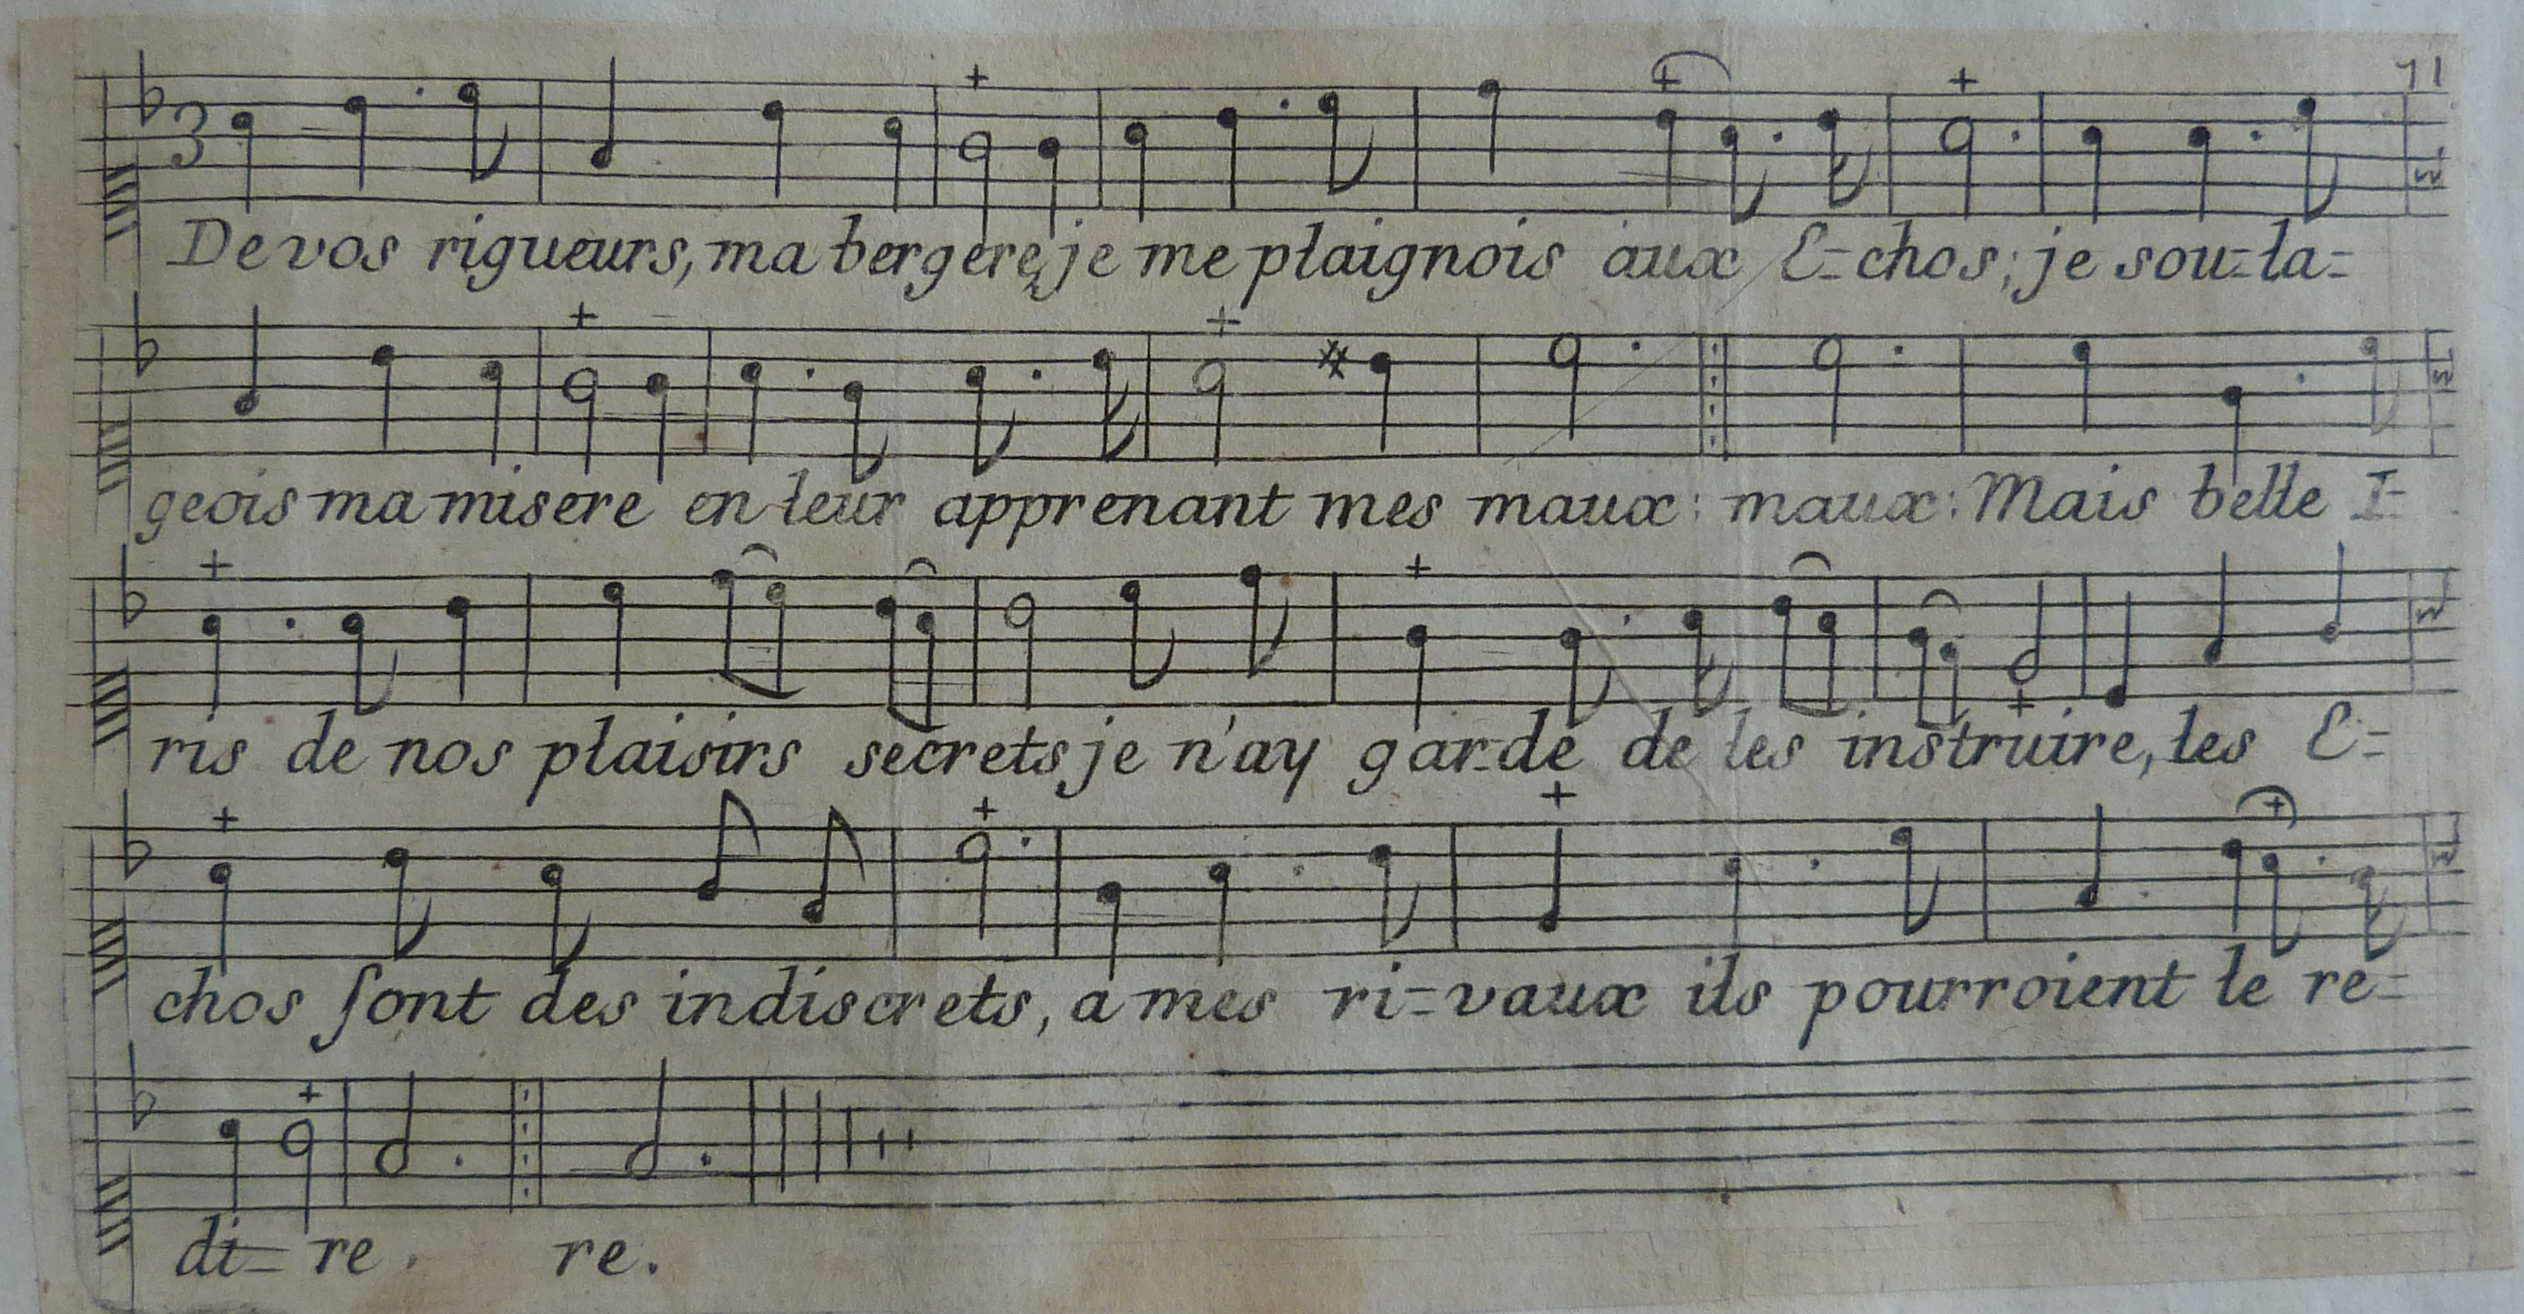 71
3
De vos rigueurs, ma bergere, je me plaignois aux E-chos; je sou-la-
geois ma misere en leur apprenant mes maux: maux: Mais belle I-
ris de nos plaisirs secrets je n'ay gar-de de les instruire, les E-
chos sont des indiscrets, a mes ri-vaux ils pourroient le re-
di-re. re.